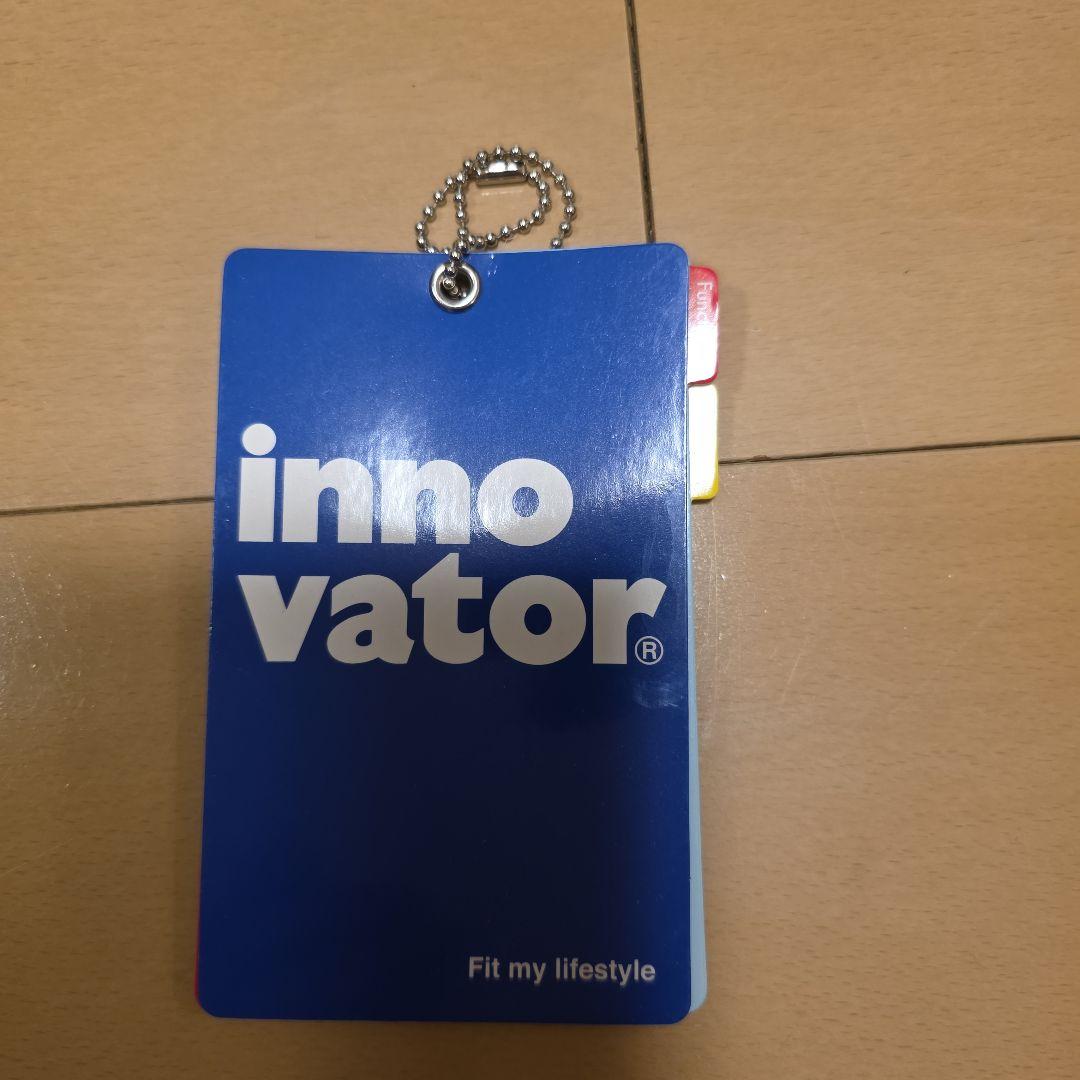 inno
vator®
Fit my lifestyle